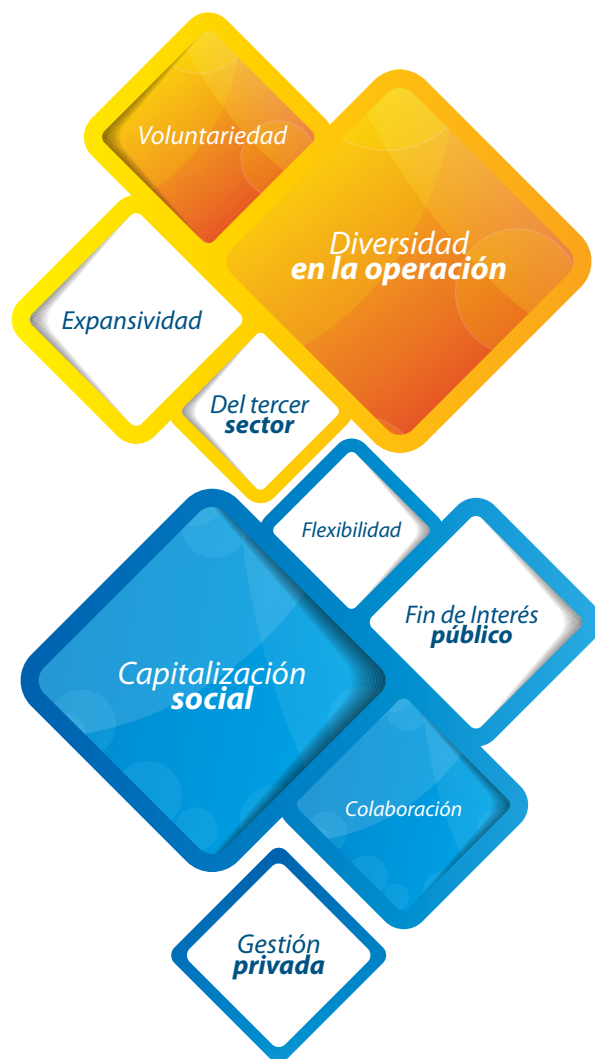 Voluntariedad
Diversidad
en la operación
Expansividad
Del tercer
sector
Flexibilidad
Fin de Interés
público
Capitalización
social
Colaboración
Gestión
privada